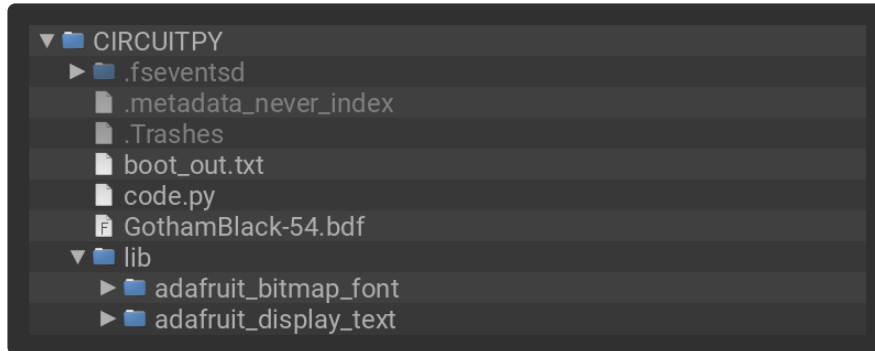 CIRCUITPY
.fseventsd
.metadata_never_index
.Trashes
boot_out.txt
code.py
F GothamBlack-54.bdf
lib
adafruit_bitmap_font
adafruit_display_text